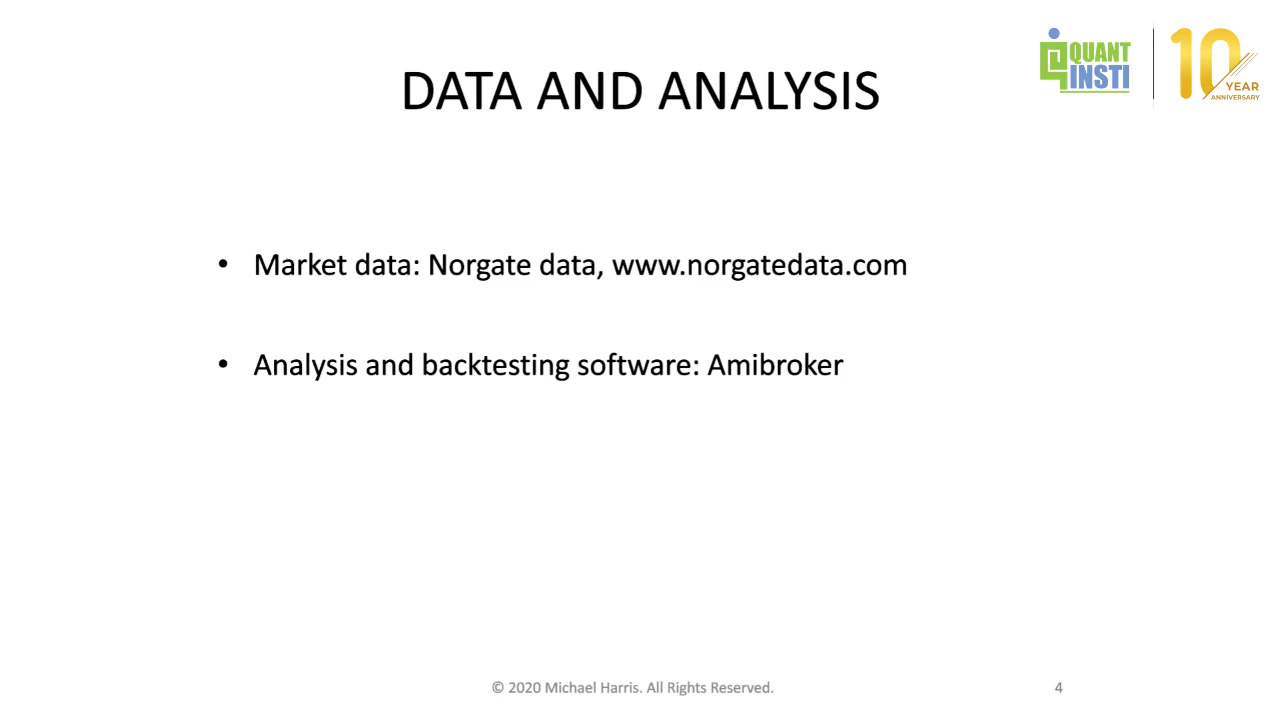 QUANT
INSTI
10
YEAR
ANNIVERSARY
DATA AND ANALYSIS
• Market data: Norgate data, www.norgatedata.com
• Analysis and backtesting software: Amibroker
© 2020 Michael Harris. All Rights Reserved.
4